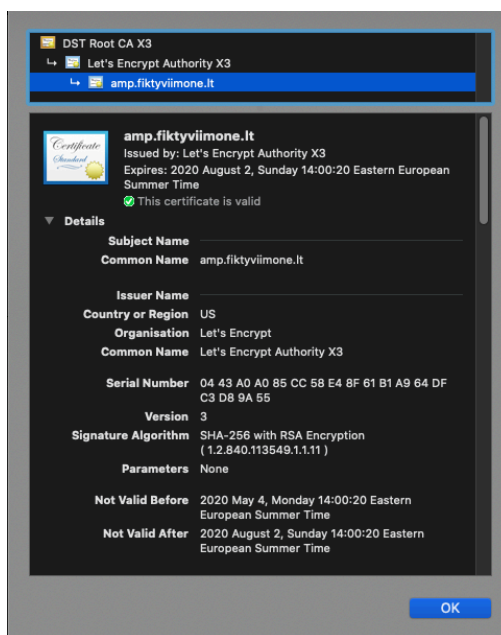 DST Root CA X3
Let's Encrypt Authority X3
amp.fiktyviimone.lt
Certificate
Standard
amp.fiktyviimone.lt
Issued by: Let's Encrypt Authority X3
Expires: 2020 August 2, Sunday 14:00:20 Eastern European
Summer Time
This certificate is valid
Details
Subject Name
Common Name amp.fiktyviimone.lt
Issuer Name
Country or Region US
Organisation Let's Encrypt
Common Name Let's Encrypt Authority X3
Serial Number 04 43 A0 A0 85 CC 58 E4 8F 61 B1 A9 64 DF
C3 D8 9A 55
Version 3
Signature Algorithm SHA-256 with RSA Encryption
( 1.2.840.113549.1.1.11 )
Parameters None
Not Valid Before 2020 May 4, Monday 14:00:20 Eastern
European Summer Time
Not Valid After 2020 August 2, Sunday 14:00:20 Eastern
European Summer Time
OK